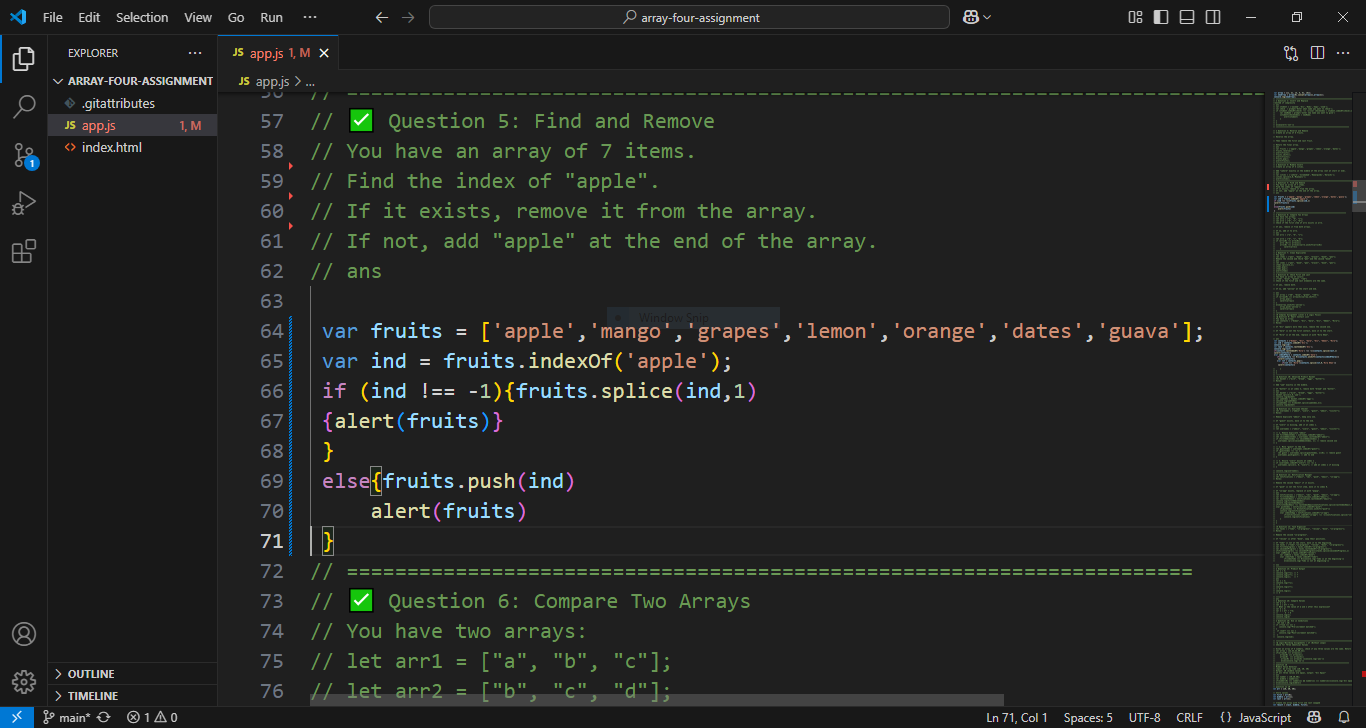 File Edit Selection View Go Run ··· array-four-assignment
EXPLORER ···
ARRAY-FOUR-ASSIGNMENT
.gitattributes
JS app.js 1, M
<> index.html
OUTLINE
TIMELINE
JS app.js 1, M
JS app.js > ...
56 // ======================================================================
57 // ✅ Question 5: Find and Remove
58 // You have an array of 7 items.
59 // Find the index of "apple".
60 // If it exists, remove it from the array.
61 // If not, add "apple" at the end of the array.
62 // ans
63
Window Snip
64 var fruits = ['apple','mango','grapes','lemon','orange','dates','guava'];
65 var ind = fruits.indexOf('apple');
66 if (ind !== -1){fruits.splice(ind,1)
67 {alert(fruits)}
68 }
69 else{fruits.push(ind)
70 alert(fruits)
71 }
72 // ======================================================================
73 // ✅ Question 6: Compare Two Arrays
74 // You have two arrays:
75 // let arr1 = ["a", "b", "c"];
76 // let arr2 = ["b", "c", "d"];
1
main* 1 0 Ln 71, Col 1 Spaces: 5 UTF-8 CRLF {} JavaScript